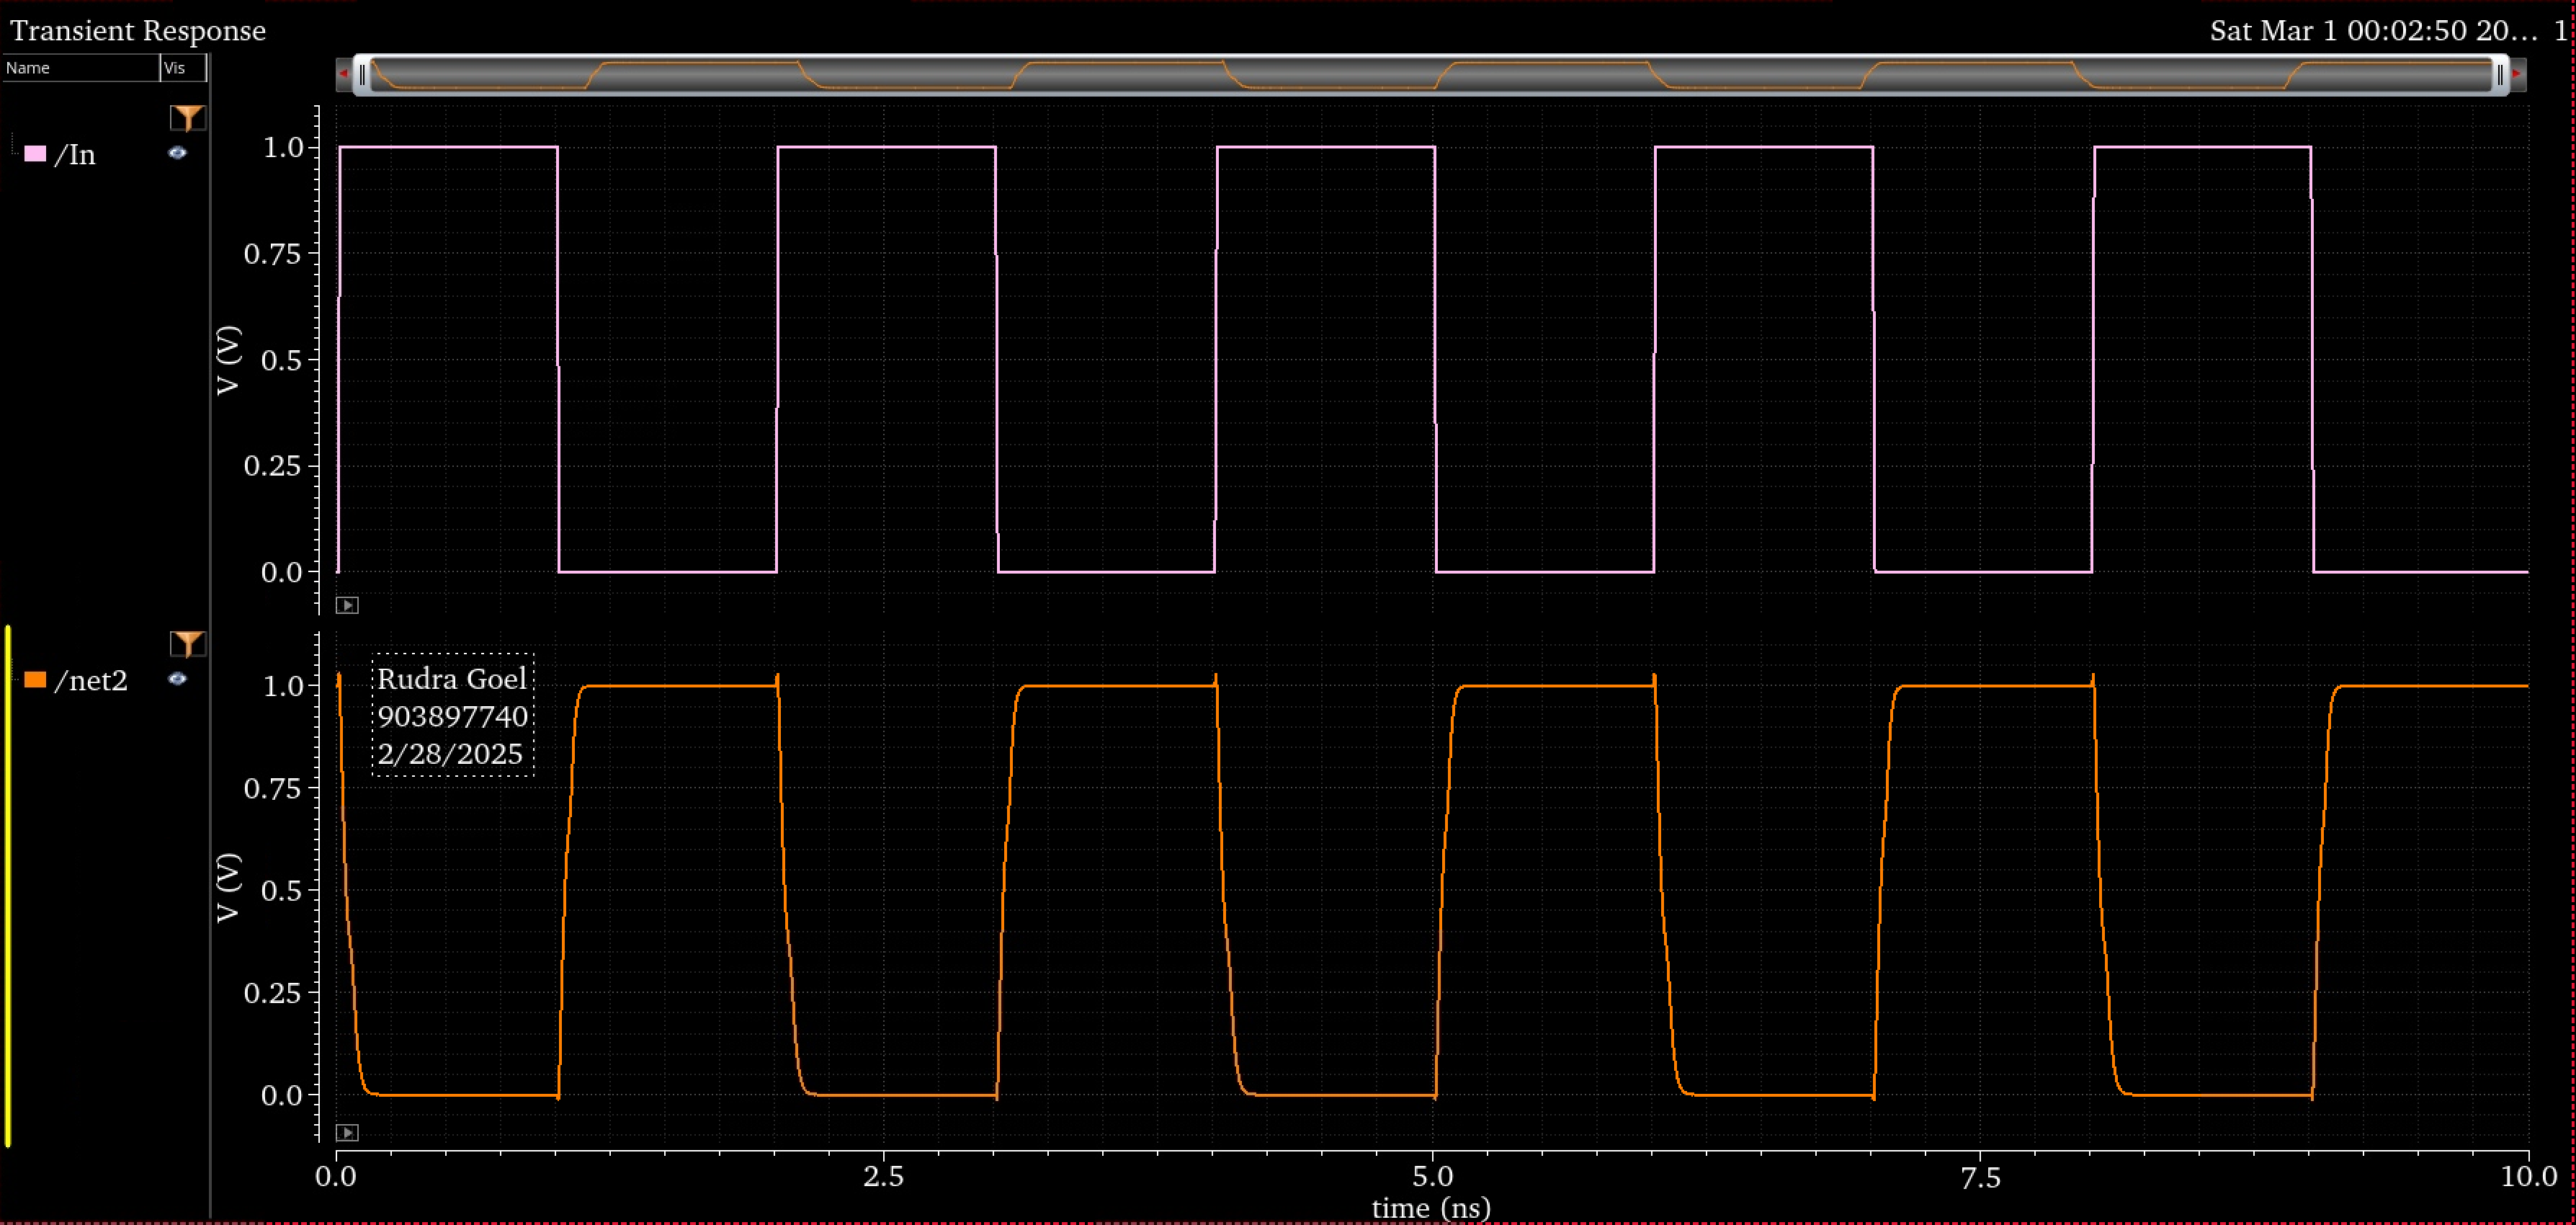 Transient Response
Sat Mar 1 00:02:50 20... 1
Name Vis
/In
1.0
0.75
0.5
0.25
0.0
V (V)
/net2
Rudra Goel
903897740
2/28/2025
1.0
0.75
0.5
0.25
0.0
V (V)
0.0 2.5 5.0 7.5 10.0
time (ns)